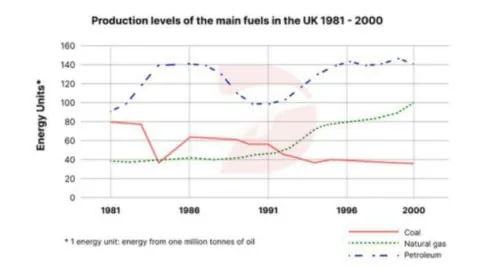 Production levels of the main fuels in the UK 1981 - 2000
Energy Units*
160
140
120
100
80
60
40
20
0
1981
1986
1991
1996
2000
* 1 energy unit: energy from one million tonnes of oil
Coal
Natural gas
Petroleum